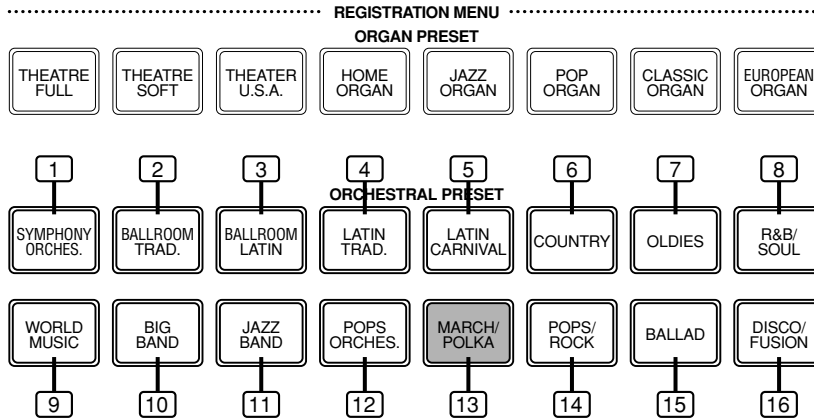 REGISTRATION MENU
ORGAN PRESET
THEATRE FULL
THEATRE SOFT
THEATER U.S.A.
HOME ORGAN
JAZZ ORGAN
POP ORGAN
CLASSIC ORGAN
EUROPEAN ORGAN
1 2 3 4 5 6 7 8
ORCHESTRAL PRESET
SYMPHONY ORCHES.
BALLROOM TRAD.
BALLROOM LATIN
LATIN TRAD.
LATIN CARNIVAL
COUNTRY
OLDIES
R&B/ SOUL
WORLD MUSIC
BIG BAND
JAZZ BAND
POPS ORCHES.
MARCH/ POLKA
POPS/ ROCK
BALLAD
DISCO/ FUSION
9 10 11 12 13 14 15 16